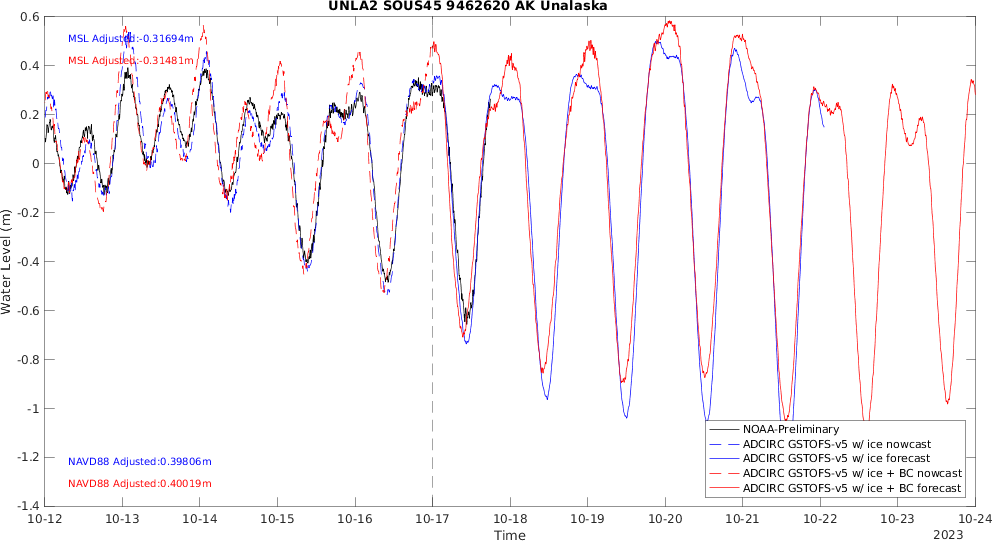 UNLA2 SOUS45 9462620 AK Unalaska
0.6
0.4
0.2
0
-0.2
-0.4
-0.6
-0.8
-1
-1.2
-1.4
Water Level (m)
MSL Adjusted:-0.31694m
MSL Adjusted:-0.31481m
NAVD88 Adjusted:0.39806m
NAVD88 Adjusted:0.40019m
NOAA-Preliminary
ADCIRC GSTOFS-v5 w/ ice nowcast
ADCIRC GSTOFS-v5 w/ ice forecast
ADCIRC GSTOFS-v5 w/ ice + BC nowcast
ADCIRC GSTOFS-v5 w/ ice + BC forecast
10-12 10-13 10-14 10-15 10-16 10-17 10-18 10-19 10-20 10-21 10-22 10-23 10-24
Time
2023